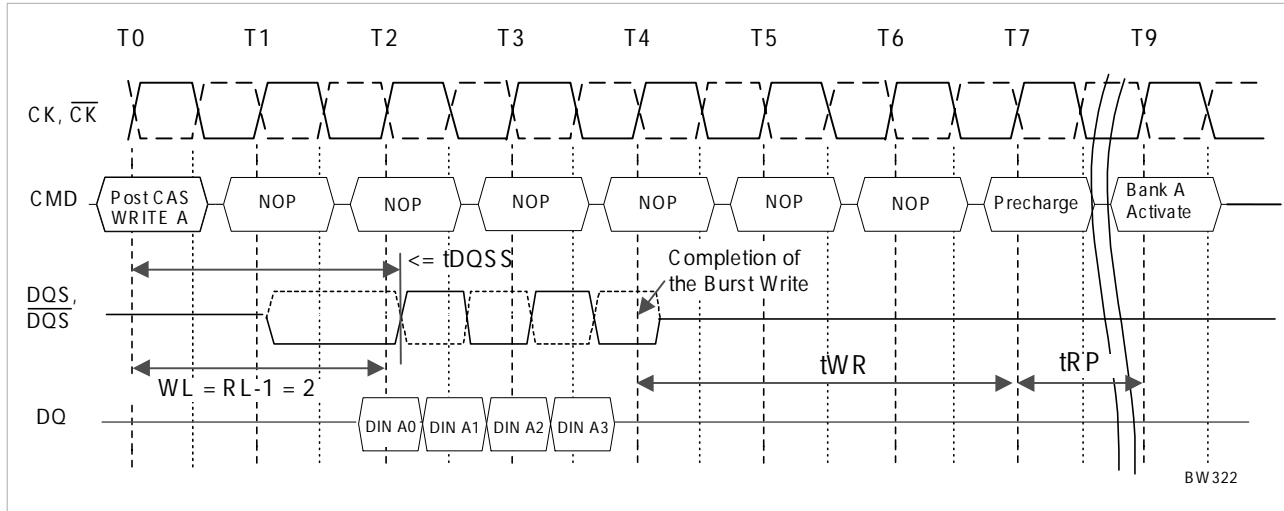 T0 T1 T2 T3 T4 T5 T6 T7 T9
CK, CK
CMD
Post CAS
WRITE A
NOP
NOP
NOP
NOP
NOP
NOP
Precharge
Bank A
Activate
<= tDQSS
Completion of
the Burst Write
DQS,
DQS
WL = RL-1 = 2
tWR
tRP
DQ
DIN A0
DIN A1
DIN A2
DIN A3
BW322